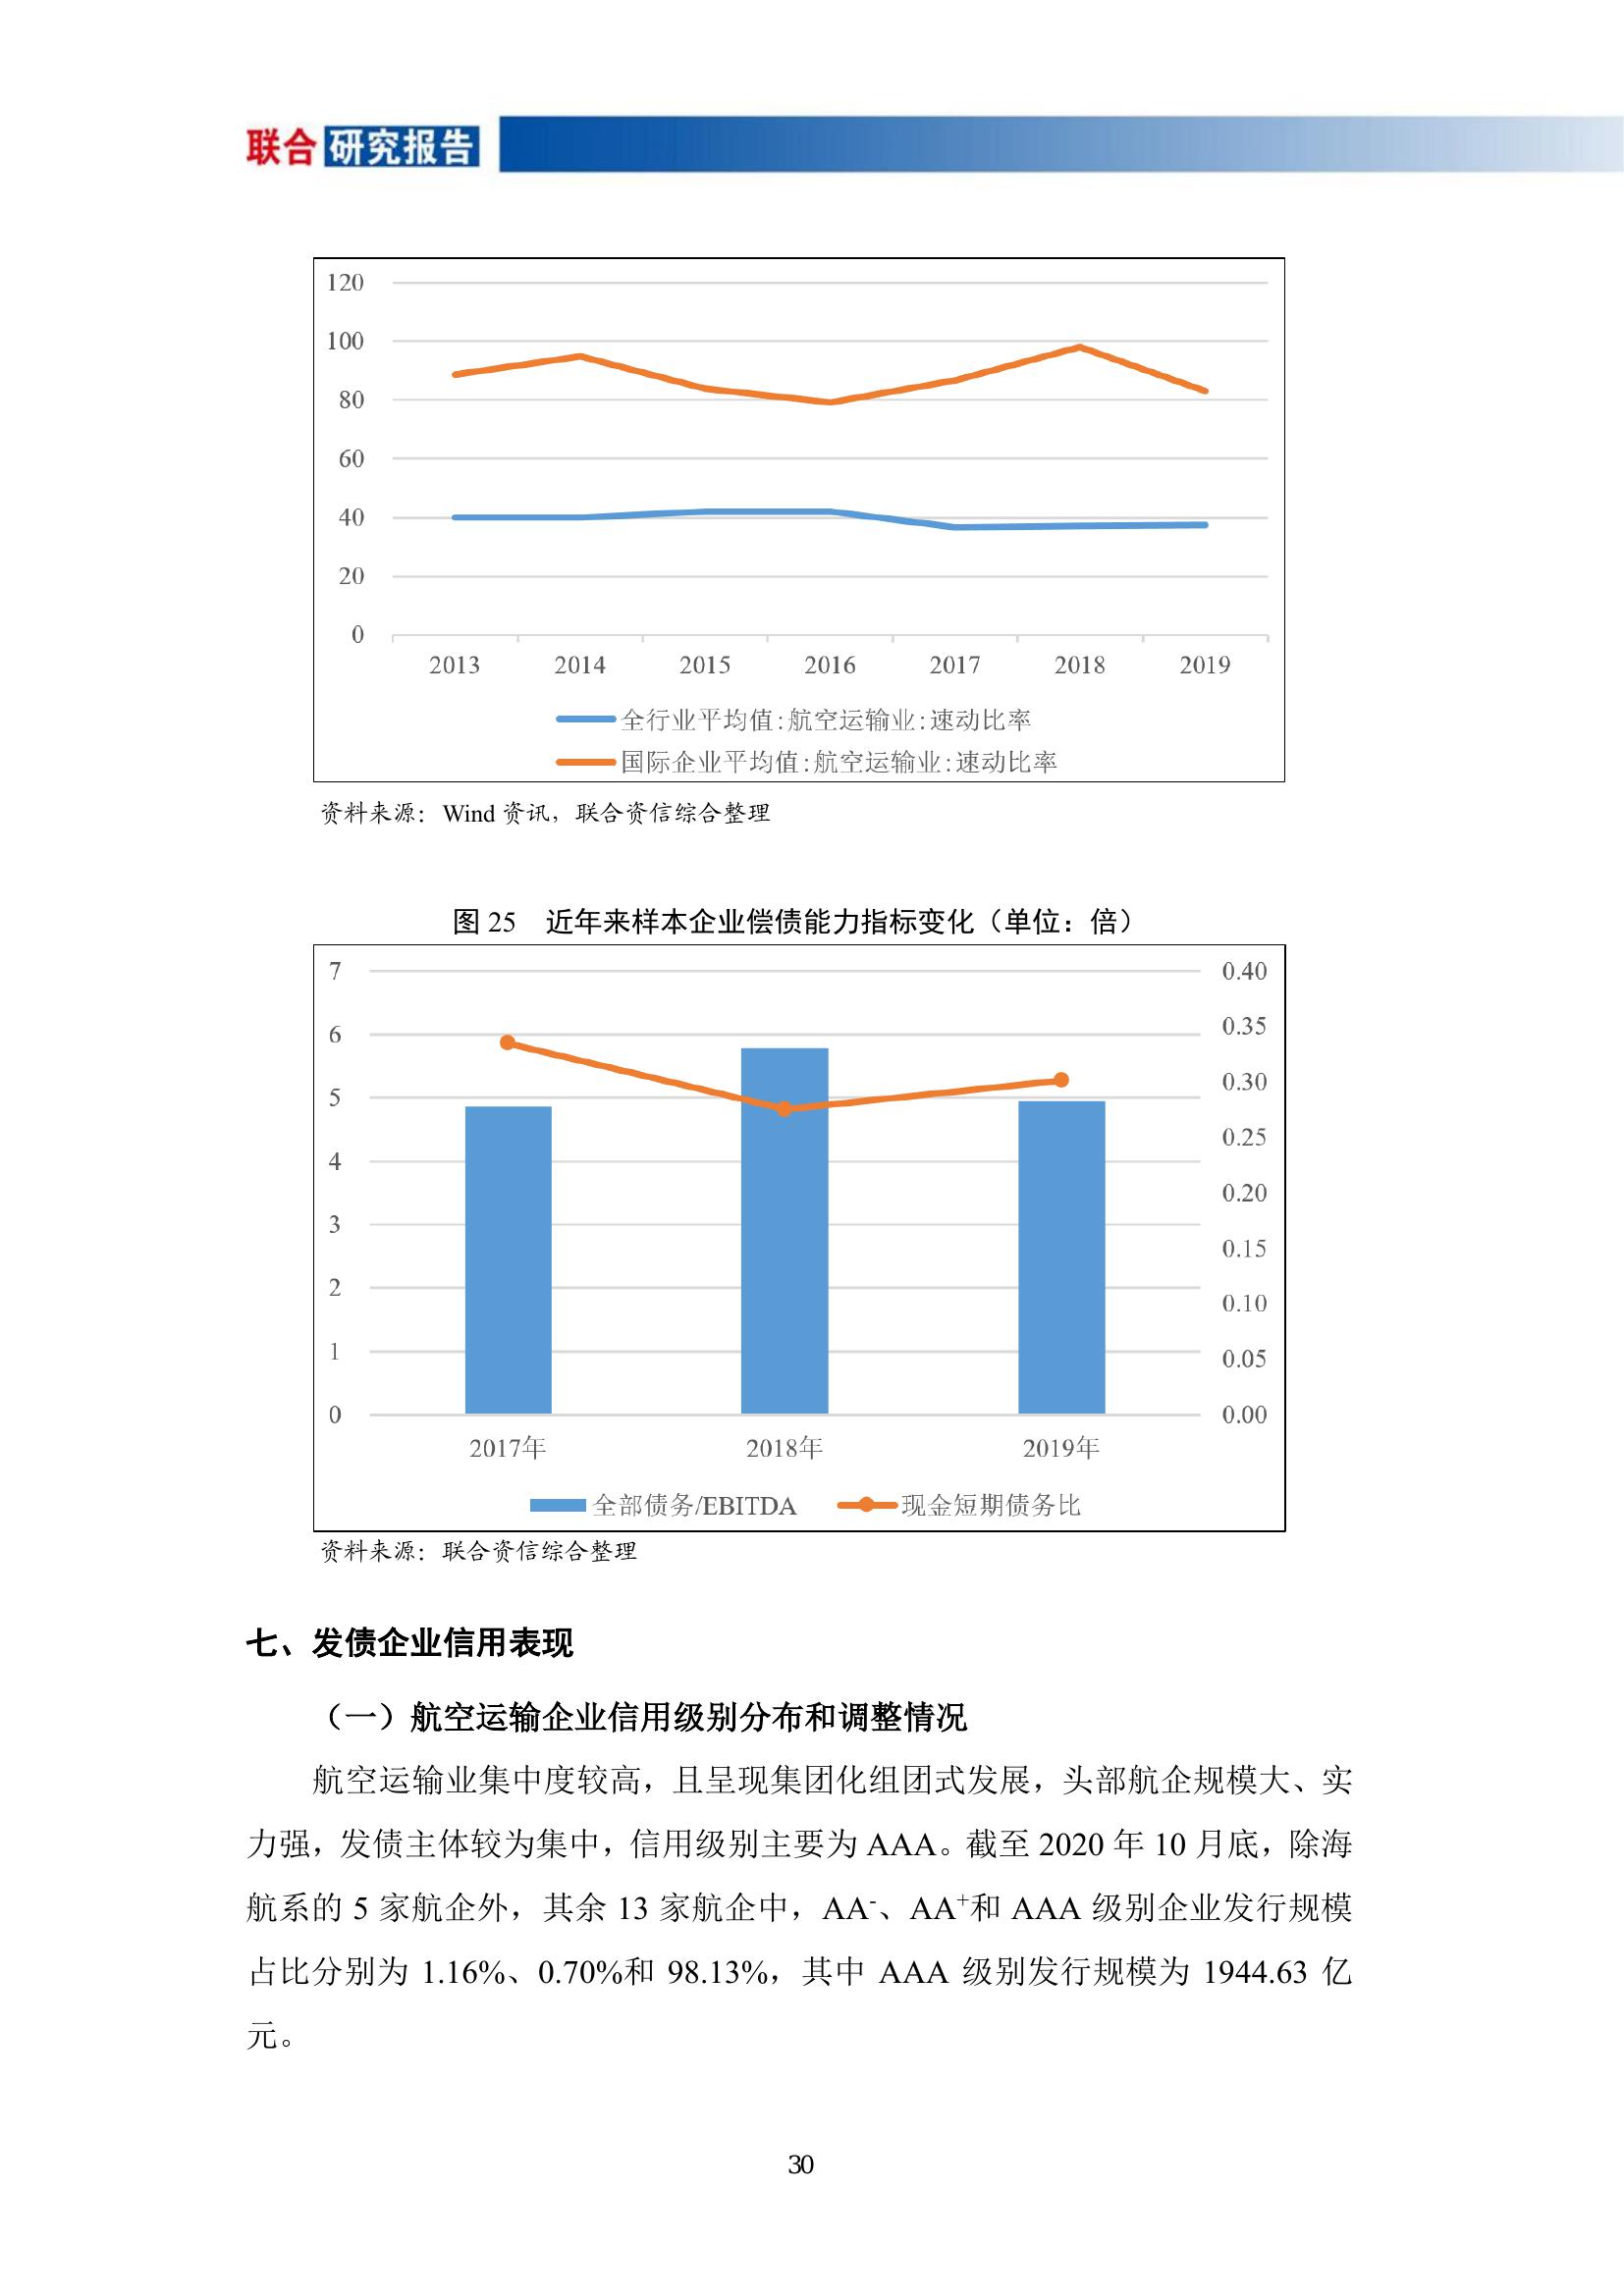 联合 研究报告
120
100
80
60
40
20
0
2013 2014 2015 2016 2017 2018 2019
全行业平均值:航空运输业:速动比率
国际企业平均值:航空运输业:速动比率
资料来源：Wind 资讯，联合资信综合整理
图 25 近年来样本企业偿债能力指标变化（单位：倍）
7
6
5
4
3
2
1
0
0.40
0.35
0.30
0.25
0.20
0.15
0.10
0.05
0.00
2017年 2018年 2019年
全部债务/EBITDA 现金短期债务比
资料来源：联合资信综合整理
七、发债企业信用表现
（一）航空运输企业信用级别分布和调整情况
航空运输业集中度较高，且呈现集团化组团式发展，头部航企规模大、实
力强，发债主体较为集中，信用级别主要为 AAA。截至 2020 年 10 月底，除海
航系的 5 家航企外，其余 13 家航企中，AA-、AA+和 AAA 级别企业发行规模
占比分别为 1.16%、0.70%和 98.13%，其中 AAA 级别发行规模为 1944.63 亿
元。
30